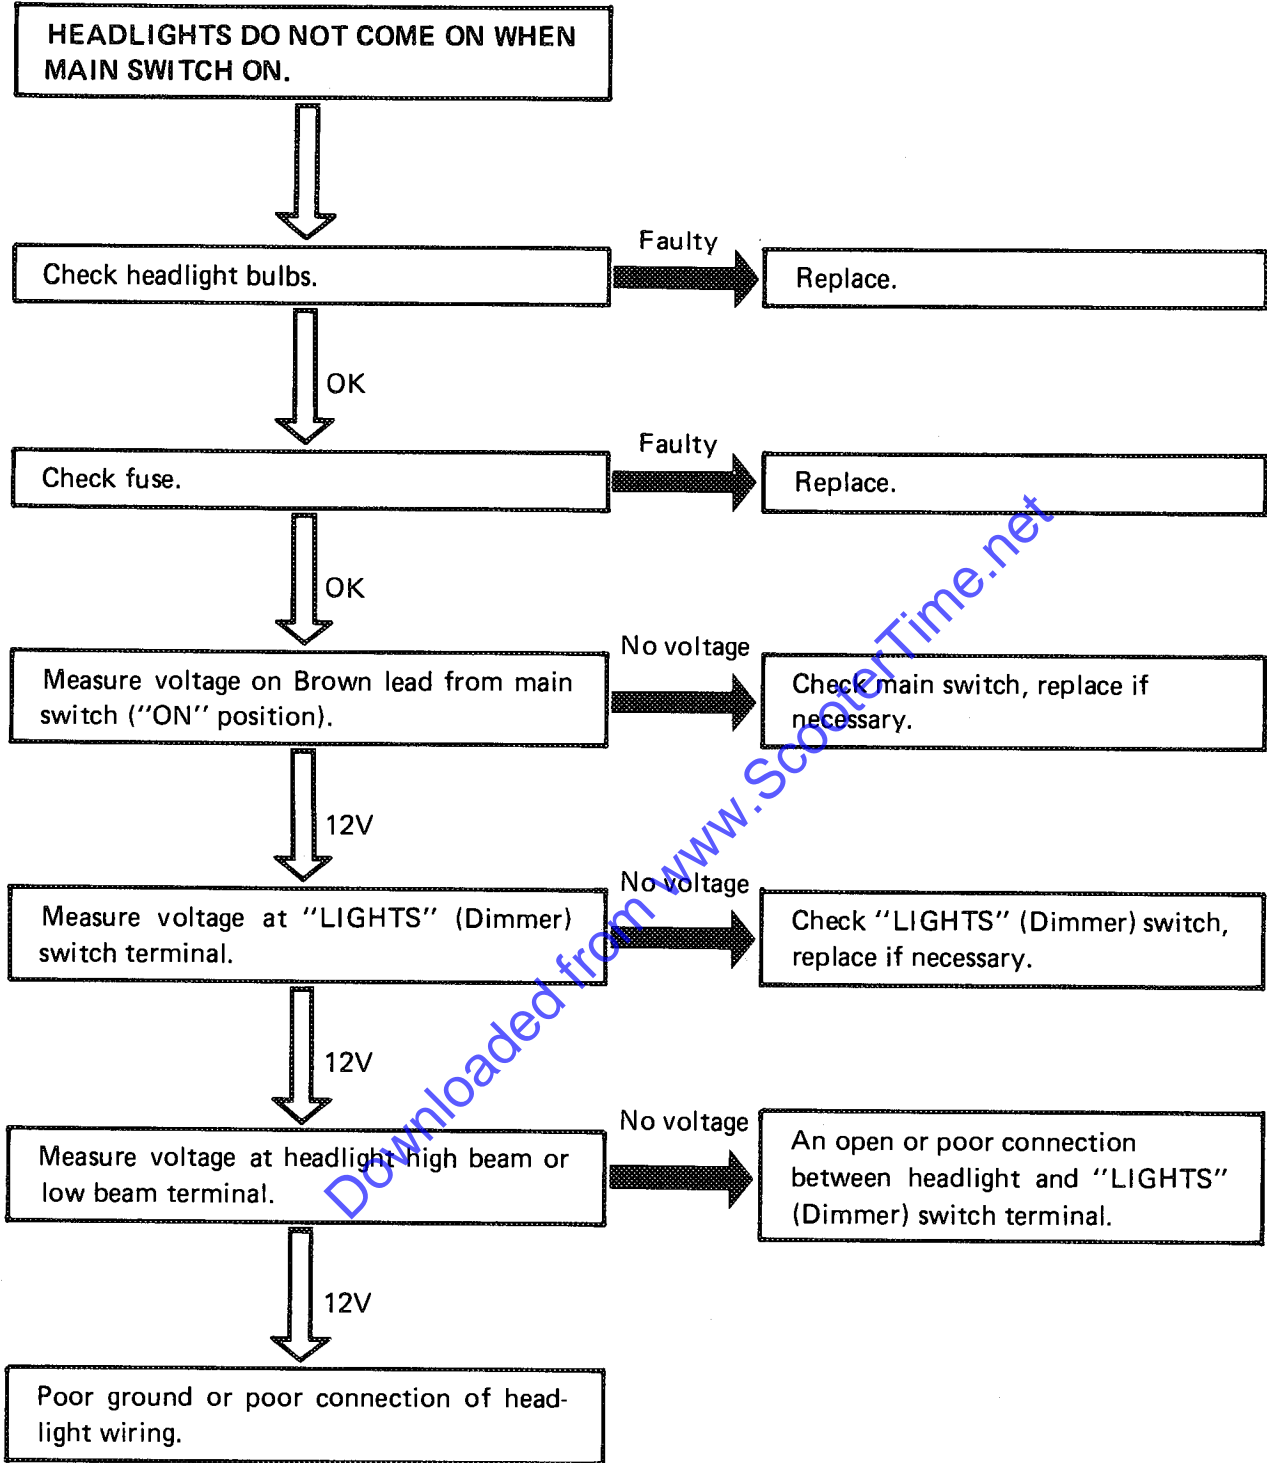 HEADLIGHTS DO NOT COME ON WHEN
MAIN SWITCH ON.
Check headlight bulbs.
Faulty
Replace.
OK
Check fuse.
Faulty
Replace.
OK
Measure voltage on Brown lead from main
switch ("ON" position).
No voltage
Check main switch, replace if
necessary.
12V
Measure voltage at "LIGHTS" (Dimmer)
switch terminal.
No voltage
Check "LIGHTS" (Dimmer) switch,
replace if necessary.
12V
Measure voltage at headlight high beam or
low beam terminal.
No voltage
An open or poor connection
between headlight and "LIGHTS"
(Dimmer) switch terminal.
12V
Poor ground or poor connection of head-
light wiring.
Downloaded from www.ScooterTime.net